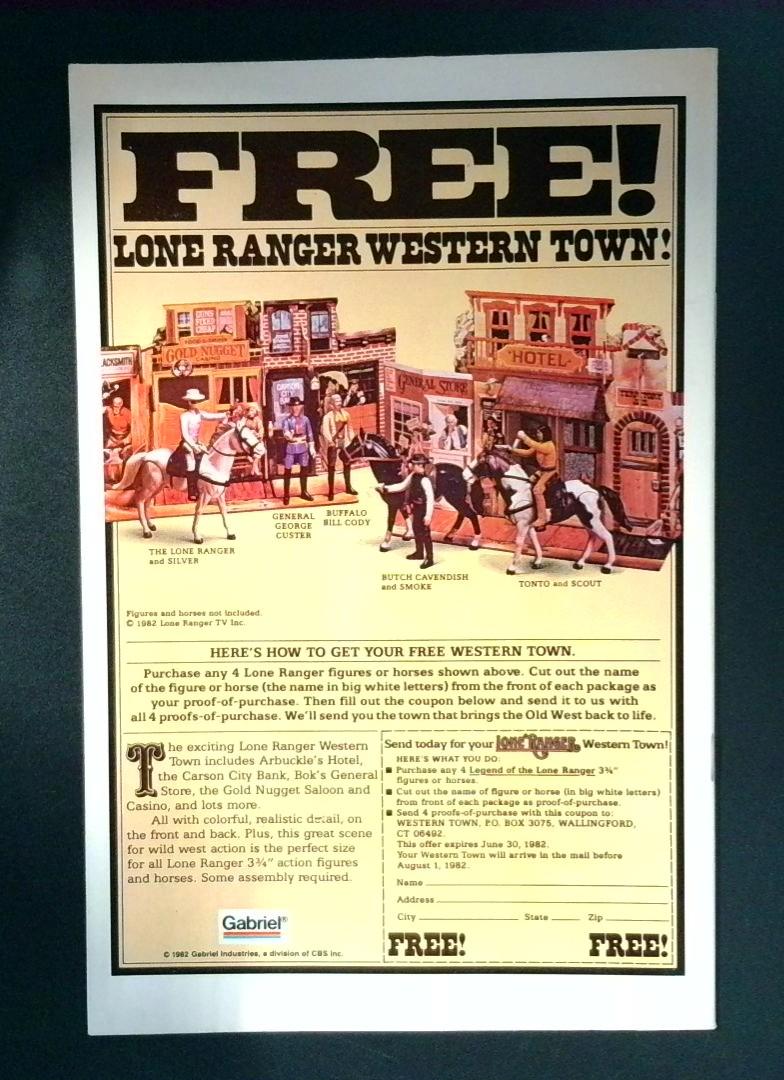 FREE!
LONE RANGER WESTERN TOWN!
GUNS
FIXED
CHEAP
GOLD NUGGET
CASINO
LACKSMITH
CARSON
CITY
GENERAL STORE
HOTEL
THE LONE RANGER
and SILVER
GENERAL
GEORGE
CUSTER
BUFFALO
BILL CODY
BUTCH CAVENDISH
and SMOKE
TONTO and SCOUT
Figures and horses not included.
© 1982 Lone Ranger TV Inc.
HERE'S HOW TO GET YOUR FREE WESTERN TOWN.
Purchase any 4 Lone Ranger figures or horses shown above. Cut out the name
of the figure or horse (the name in big white letters) from the front of each package as
your proof-of-purchase. Then fill out the coupon below and send it to us with
all 4 proofs-of-purchase. We'll send you the town that brings the Old West back to life.
The exciting Lone Ranger Western
Town includes Arbuckle's Hotel,
the Carson City Bank, Bok's General
Store, the Gold Nugget Saloon and
Casino, and lots more.
All with colorful, realistic detail, on
the front and back. Plus, this great scene
for wild west action is the perfect size
for all Lone Ranger 3¾" action figures
and horses. Some assembly required.
Gabriel®
© 1982 Gabriel Industries, a division of CBS Inc.
Send today for your LONE RANGER Western Town!
HERE'S WHAT YOU DO:
■ Purchase any 4 Legend of the Lone Ranger 3¾"
figures or horses.
■ Cut out the name of figure or horse (in big white letters)
from front of each package as proof-of-purchase.
■ Send 4 proofs-of-purchase with this coupon to:
WESTERN TOWN, P.O. BOX 3075, WALLINGFORD,
CT 06492.
This offer expires June 30, 1982.
Your Western Town will arrive in the mail before
August 1, 1982.
Name
Address
City State Zip
FREE! FREE!